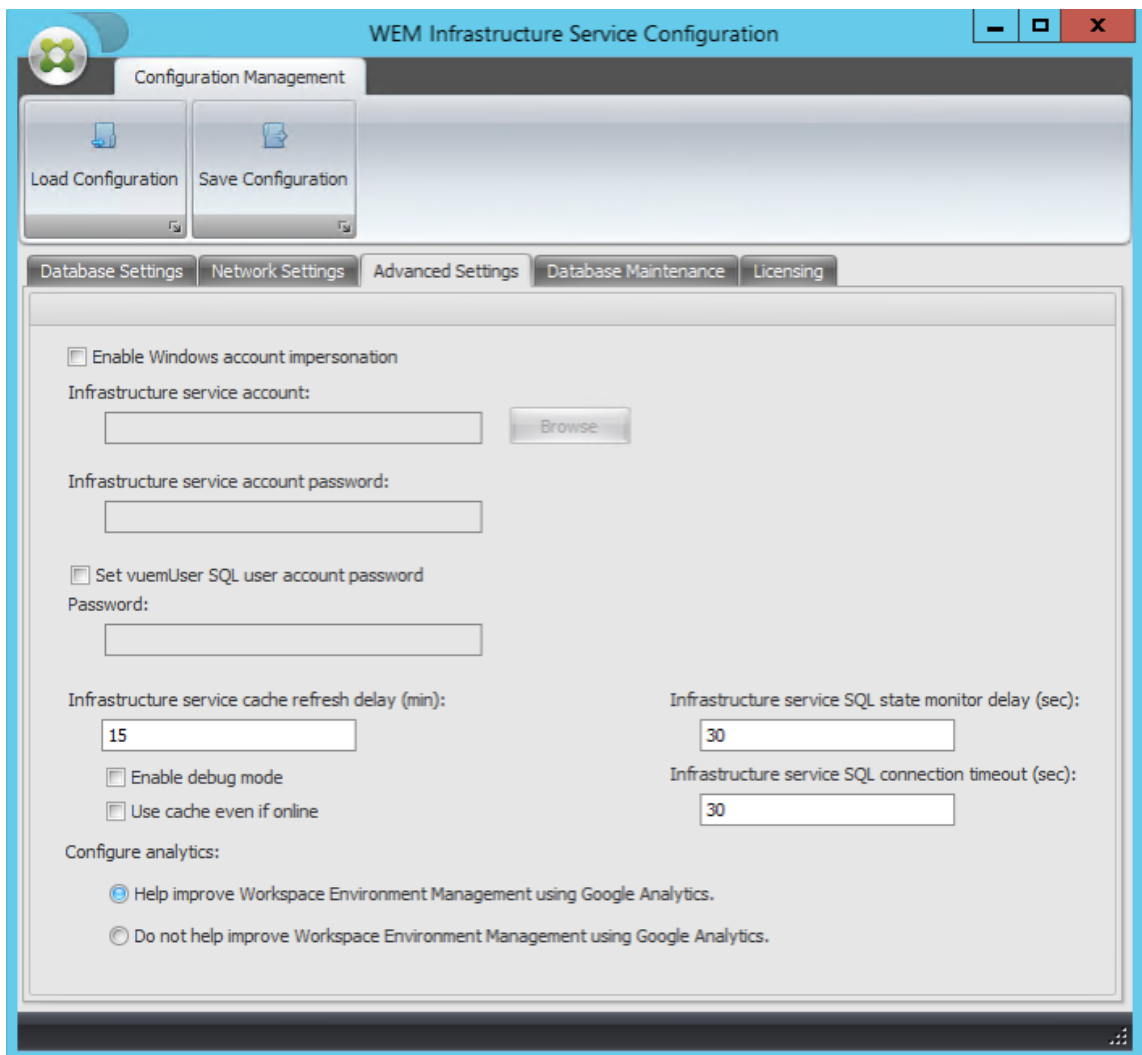 WEM Infrastructure Service Configuration
Configuration Management
Load Configuration
Save Configuration
Database Settings
Network Settings
Advanced Settings
Database Maintenance
Licensing
Enable Windows account impersonation
Infrastructure service account:
Browse
Infrastructure service account password:
Set vuemUser SQL user account password
Password:
Infrastructure service cache refresh delay (min):
15
Enable debug mode
Use cache even if online
Infrastructure service SQL state monitor delay (sec):
30
Infrastructure service SQL connection timeout (sec):
30
Configure analytics:
Help improve Workspace Environment Management using Google Analytics.
Do not help improve Workspace Environment Management using Google Analytics.